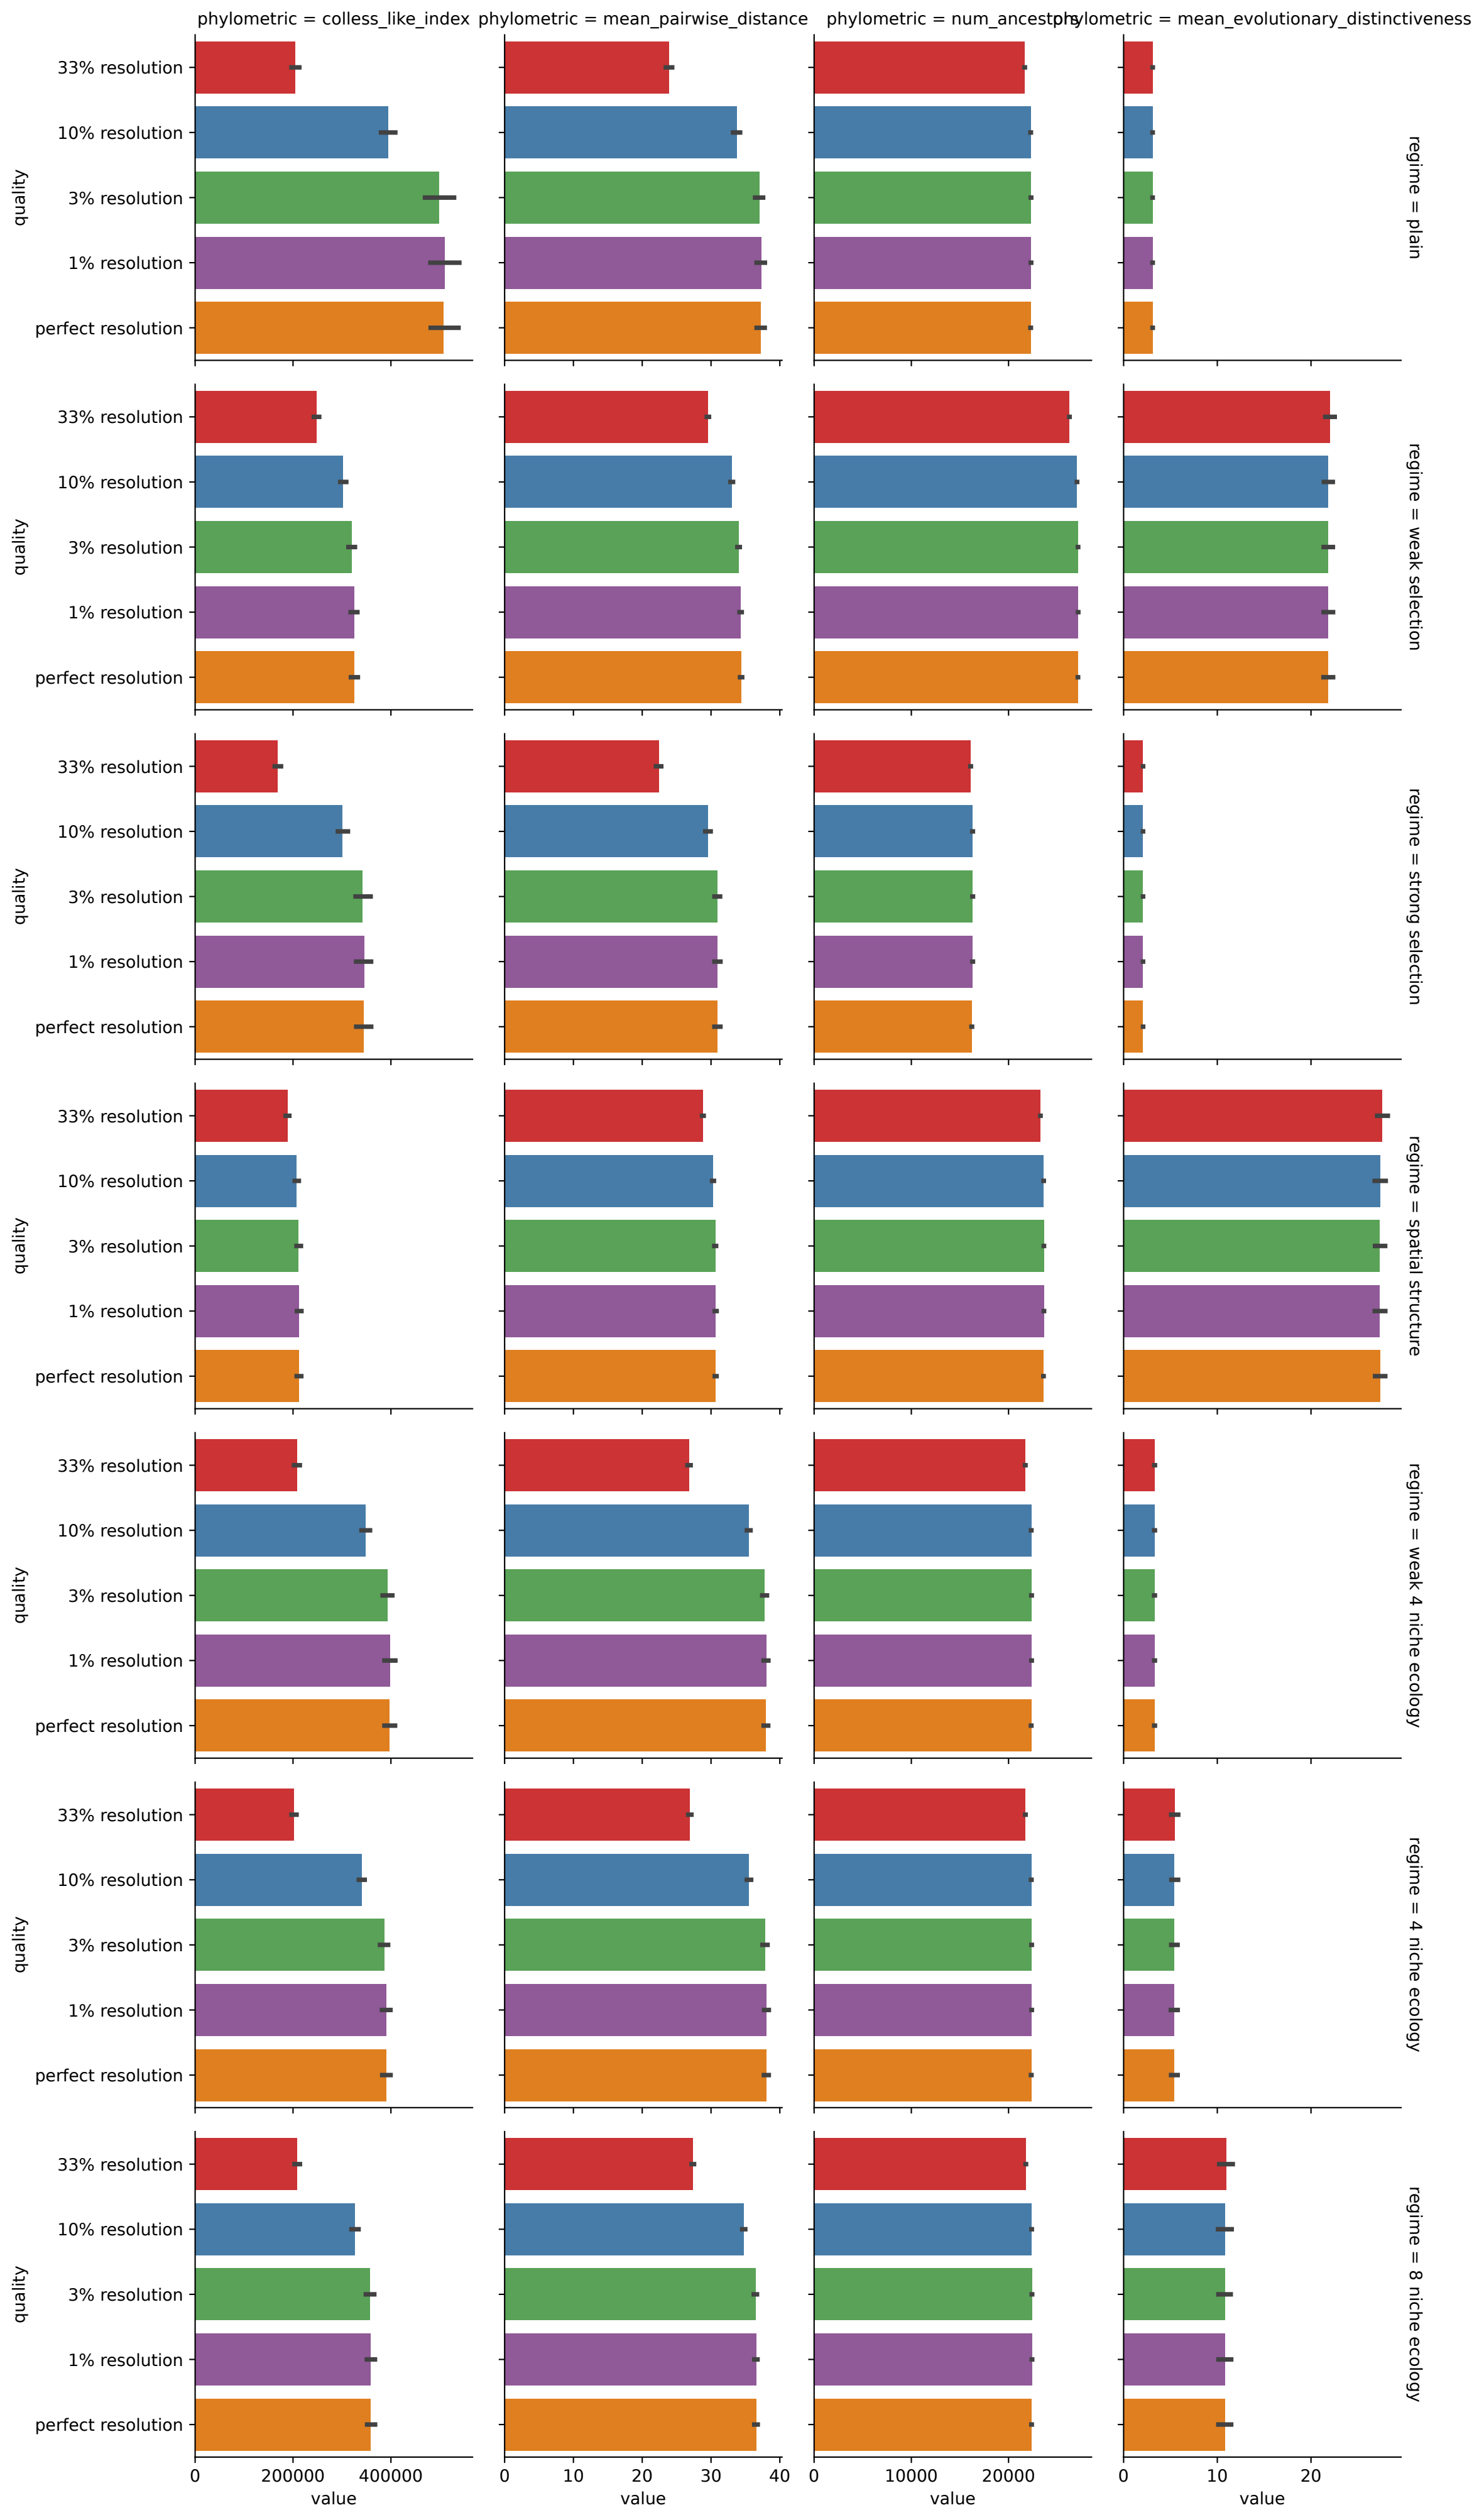 phylometric = colless_like_index
phylometric = mean_pairwise_distance
phylometric = num_ancestors
phylometric = mean_evolutionary_distinctiveness
33% resolution
10% resolution
3% resolution
1% resolution
perfect resolution
quality
regime = plain
33% resolution
10% resolution
3% resolution
1% resolution
perfect resolution
quality
regime = weak selection
33% resolution
10% resolution
3% resolution
1% resolution
perfect resolution
quality
regime = strong selection
33% resolution
10% resolution
3% resolution
1% resolution
perfect resolution
quality
regime = spatial structure
33% resolution
10% resolution
3% resolution
1% resolution
perfect resolution
quality
regime = weak 4 niche ecology
33% resolution
10% resolution
3% resolution
1% resolution
perfect resolution
quality
regime = 4 niche ecology
33% resolution
10% resolution
3% resolution
1% resolution
perfect resolution
quality
regime = 8 niche ecology
0 200000 400000
0 10 20 30 40
0 10000 20000
0 10 20
value
value
value
value